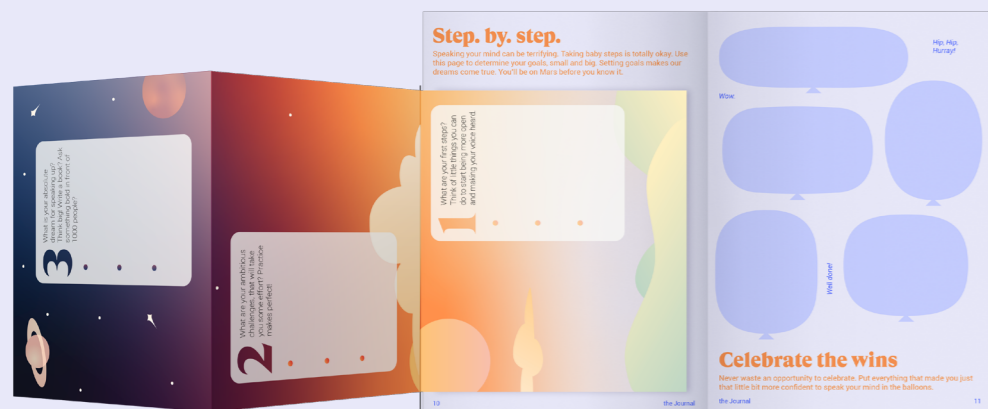 Step. by. step.
Speaking your mind can be terrifying. Taking baby steps is totally okay. Use
this page to determine your goals, small and big. Setting goals makes our
dreams come true. You'll be on Mars before you know it.
3
What is your absolute
dream for speaking up?
Think big! Write a book? Ask
something bold in front of
1000 people?
2
What are your ambitious
challenges, that will take
you some effort? Practice
makes perfect!
1
What are your first steps?
Think of little things you can
do to start being more open
and making your voice heard.
10
the Journal
Hip, Hip,
Hurray!
Wow.
Well done!
Celebrate the wins
Never waste an opportunity to celebrate. Put everything that made you just
that little bit more confident to speak your mind in the balloons.
the Journal
11